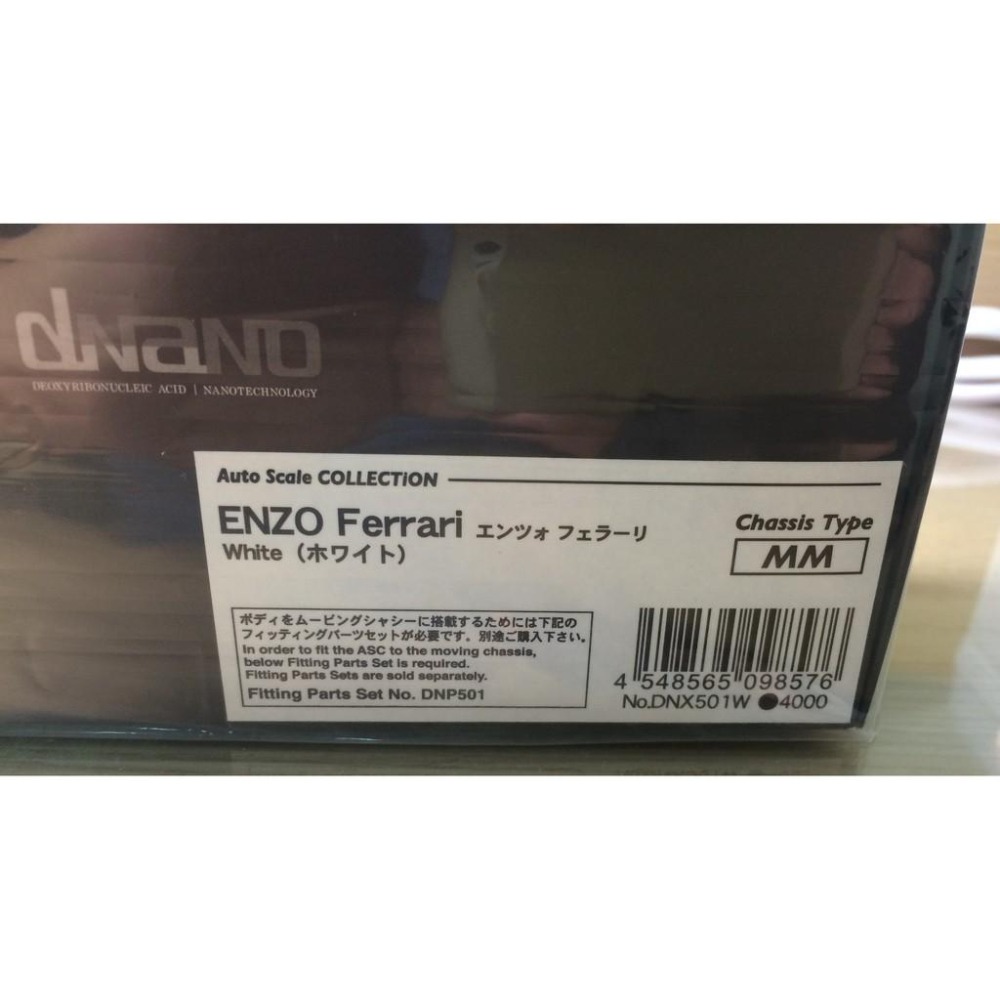 dNaNO
DEOXYRIBONUCLEIC ACID | NANOTECHNOLOGY
Auto Scale COLLECTION
ENZO Ferrari エンツォ フェラーリ
White（ホワイト）
Chassis Type
MM
ボディをムービングシャシーに搭載するためには下記の
フィッティングパーツセットが必要です。別途ご購入下さい。
In order to fit the ASC to the moving chassis,
below Fitting Parts Set is required.
Fitting Parts Sets are sold separately.
Fitting Parts Set No. DNP501
4 548565 098576
No.DNX501W ●4000